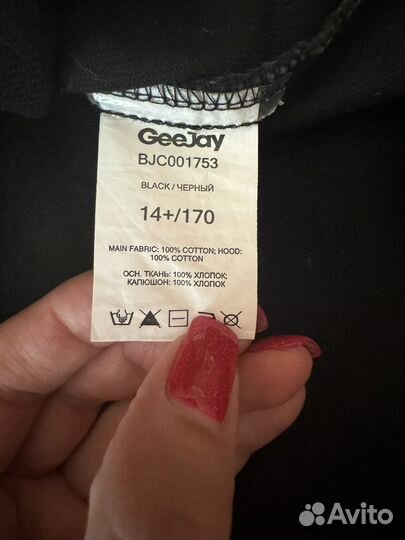 GeeJay
BJC001753
BLACK / ЧЕРНЫЙ
14+/170
MAIN FABRIC: 100% COTTON; HOOD:
100% COTTON
ОСН. ТКАНЬ: 100% ХЛОПОК;
КАПЮШОН: 100% ХЛОПОК
Avito